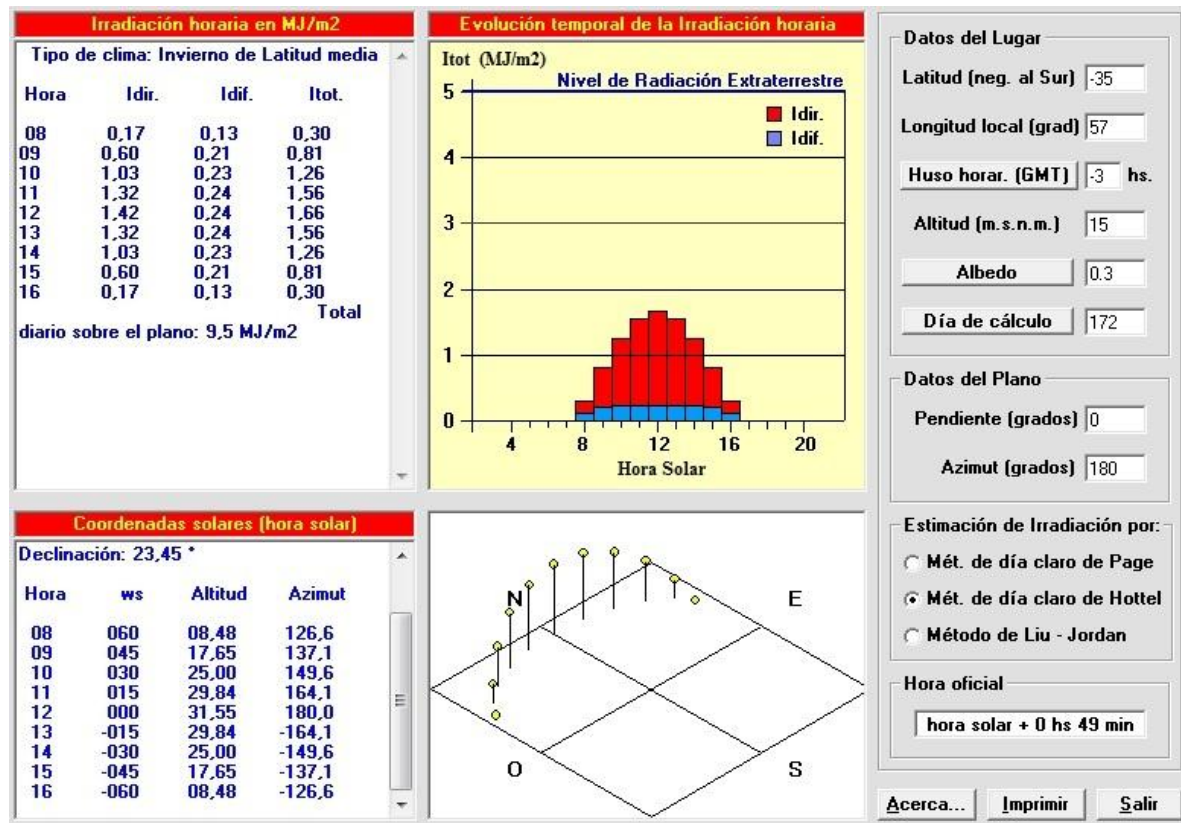 Irradiación horaria en MJ/m2
Tipo de clima: Invierno de Latitud media
Hora Idir. Idif. Itot.
08 0,17 0,13 0,30
09 0,60 0,21 0,81
10 1,03 0,23 1,26
11 1,32 0,24 1,56
12 1,42 0,24 1,66
13 1,32 0,24 1,56
14 1,03 0,23 1,26
15 0,60 0,21 0,81
16 0,17 0,13 0,30
Total
diario sobre el plano: 9,5 MJ/m2
Evolución temporal de la Irradiación horaria
Itot (MJ/m2)
Nivel de Radiación Extraterrestre
Idir.
Idif.
5
4
3
2
1
0
4 8 12 16 20
Hora Solar
Coordenadas solares (hora solar)
Declinación: 23,45 °
Hora ws Altitud Azimut
08 060 08,48 126,6
09 045 17,65 137,1
10 030 25,00 149,6
11 015 29,84 164,1
12 000 31,55 180,0
13 -015 29,84 -164,1
14 -030 25,00 -149,6
15 -045 17,65 -137,1
16 -060 08,48 -126,6
N E
O S
Datos del Lugar
Latitud (neg. al Sur) -35
Longitud local (grad) 57
Huso horar. (GMT) -3 hs.
Altitud (m.s.n.m.) 15
Albedo 0.3
Día de cálculo 172
Datos del Plano
Pendiente (grados) 0
Azimut (grados) 180
Estimación de Irradiación por:
Mét. de día claro de Page
Mét. de día claro de Hottel
Método de Liu - Jordan
Hora oficial
hora solar + 0 hs 49 min
Acerca... Imprimir Salir